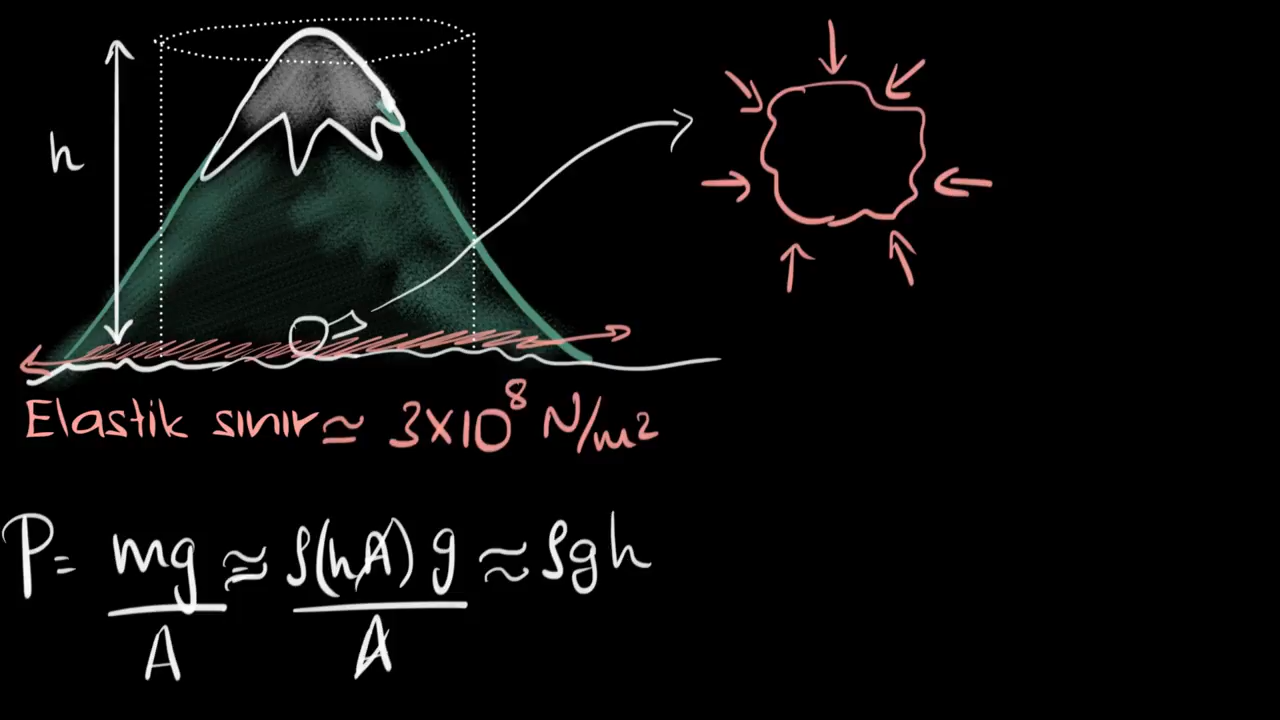 h
Elastik sınır ≃ 3×10⁸ N/m²
P = mg/A ≈ ρ(hA)g/A ≈ ρgh